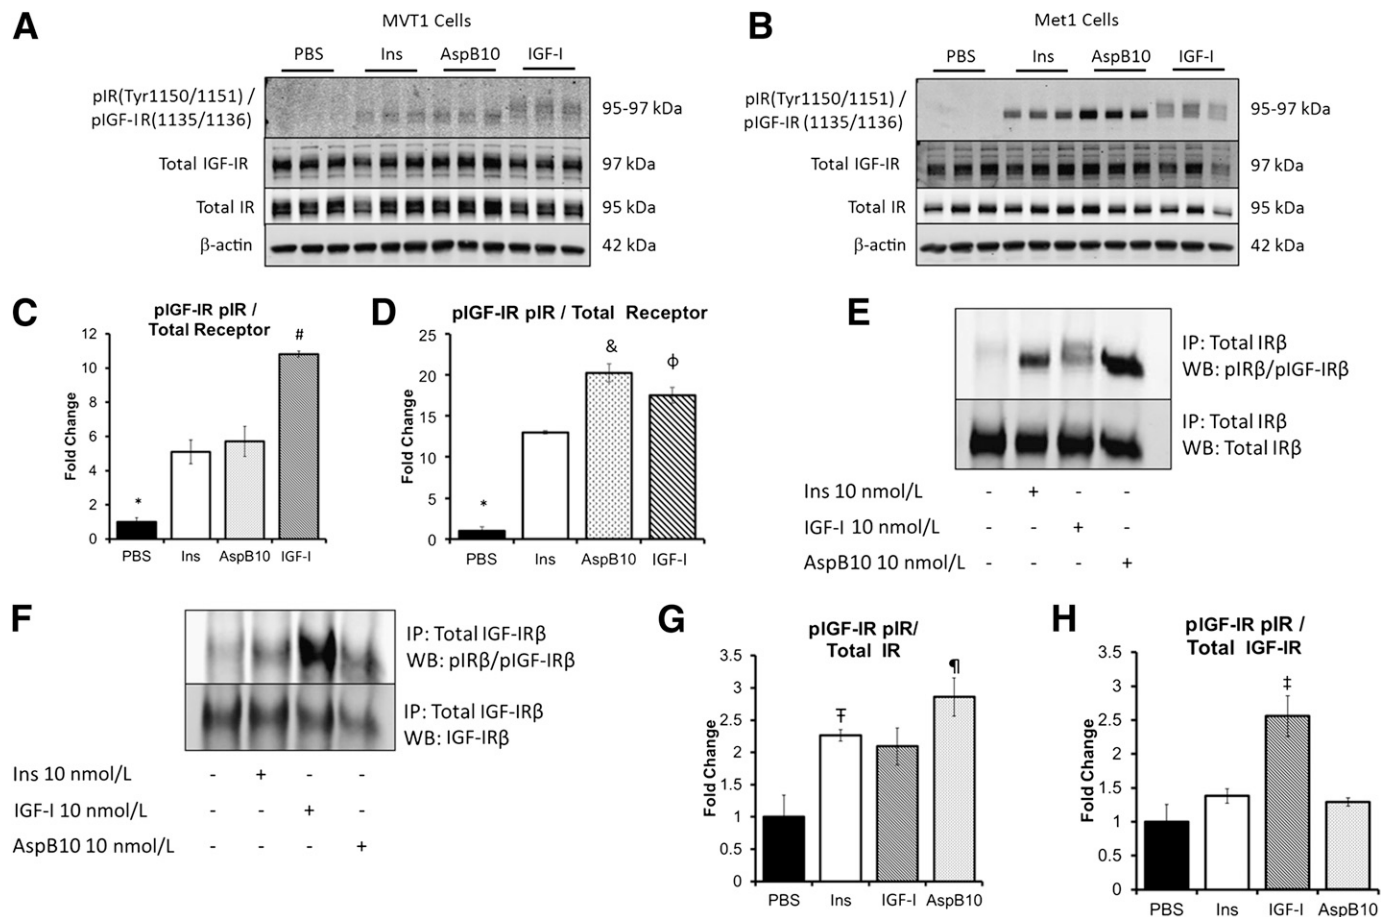 A
MVT1 Cells
PBS Ins AspB10 IGF-I
pIR(Tyr1150/1151) /
pIGF-IR(1135/1136)
95-97 kDa
Total IGF-IR 97 kDa
Total IR 95 kDa
β-actin 42 kDa
B
Met1 Cells
PBS Ins AspB10 IGF-I
pIR(Tyr1150/1151) /
pIGF-IR (1135/1136)
95-97 kDa
Total IGF-IR 97 kDa
Total IR 95 kDa
β-actin 42 kDa
C
pIGF-IR pIR /
Total Receptor
Fold Change
12
10
8
6
4
2
0
*
#
PBS Ins AspB10 IGF-I
D
pIGF-IR pIR / Total Receptor
Fold Change
25
20
15
10
5
0
*
&
ϕ
PBS Ins AspB10 IGF-I
E
IP: Total IRβ
WB: pIRβ/pIGF-IRβ
IP: Total IRβ
WB: Total IRβ
Ins 10 nmol/L - + - -
IGF-I 10 nmol/L - - + -
AspB10 10 nmol/L - - - +
F
IP: Total IGF-IRβ
WB: pIRβ/pIGF-IRβ
IP: Total IGF-IRβ
WB: IGF-IRβ
Ins 10 nmol/L - + - -
IGF-I 10 nmol/L - - + -
AspB10 10 nmol/L - - - +
G
pIGF-IR pIR/
Total IR
Fold Change
3.5
3
2.5
2
1.5
1
0.5
0
Ŧ
¶
PBS Ins IGF-I AspB10
H
pIGF-IR pIR /
Total IGF-IR
Fold Change
3.5
3
2.5
2
1.5
1
0.5
0
‡
PBS Ins IGF-I AspB10